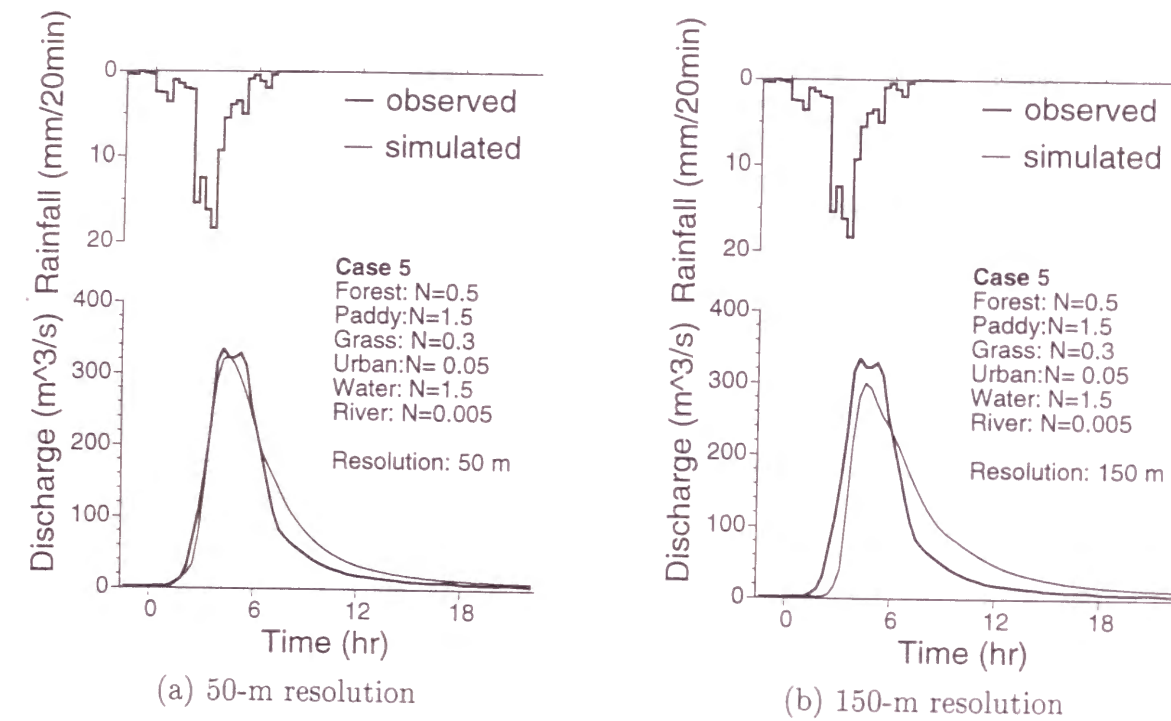 Rainfall (mm/20min)
0
10
20
observed
simulated
Case 5
Forest: N=0.5
Paddy:N=1.5
Grass: N=0.3
Urban:N= 0.05
Water: N=1.5
River: N=0.005
Resolution: 50 m
Discharge (m^3/s)
400
300
200
100
0
0 6 12 18
Time (hr)
(a) 50-m resolution
Rainfall (mm/20min)
0
10
20
observed
simulated
Case 5
Forest: N=0.5
Paddy:N=1.5
Grass: N=0.3
Urban:N= 0.05
Water: N=1.5
River: N=0.005
Resolution: 150 m
Discharge (m^3/s)
400
300
200
100
0
0 6 12 18
Time (hr)
(b) 150-m resolution